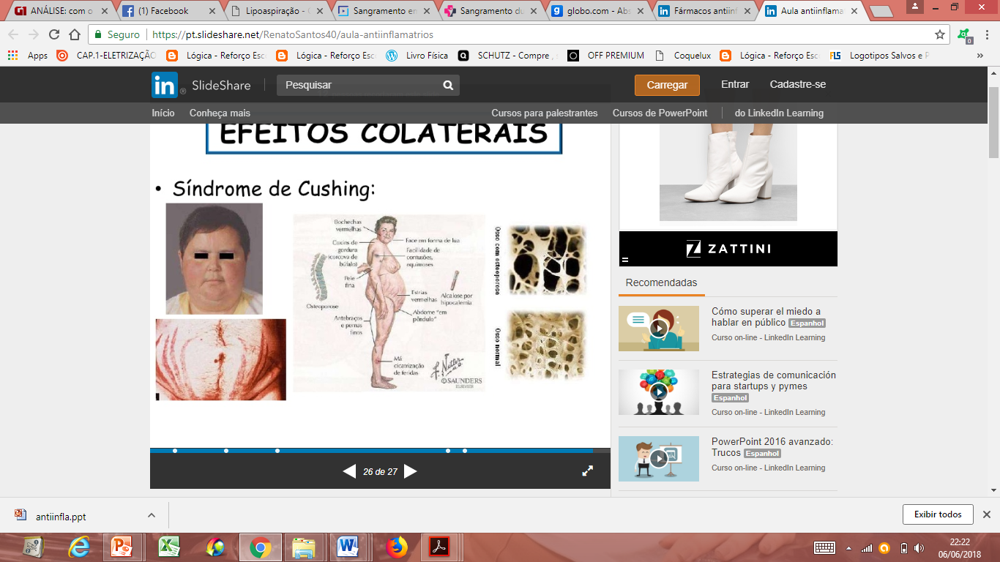 ANÁLISE: com o
(1) Facebook
Lipoaspiração -
Sangramento en
Sangramento du
globo.com - Abs
Fármacos antiinf
Aula antiinflama
Seguro
https://pt.slideshare.net/RenatoSantos40/aula-antiinflamatrios
Apps
CAP.1-ELETRIZAÇÃO
Lógica - Reforço Esc
Lógica - Reforço Esc
Livro Física
SCHUTZ - Compre
OFF PREMIUM
Coquelux
Lógica - Reforço Esc
Logotipos Salvos e P
in SlideShare
Pesquisar
Carregar
Entrar
Cadastre-se
Início
Conheça mais
Cursos para palestrantes
Cursos de PowerPoint
do LinkedIn Learning
EFEITOS COLATERAIS
• Síndrome de Cushing:
Bochechas
vermelhas
Coxins de
gordura
(corcova de
búfalo)
Pele
fina
Osteoporose
Antebraços
e pernas
finos
Face em forma de lua
Facilidade de
contusões,
equimoses
Estrias
vermelhas
Alcalose por
hipocalemia
Abdome "em
pêndulo"
Má
cicatrização
de feridas
©SAUNDERS
ELSEVIER
Osso com osteoporose
Osso normal
26 de 27
ZATTINI
Recomendadas
Cómo superar el miedo a
hablar en público Espanhol
Curso on-line - LinkedIn Learning
Estrategias de comunicación
para startups y pymes
Espanhol
Curso on-line - LinkedIn Learning
PowerPoint 2016 avanzado:
Trucos Espanhol
Curso on-line - LinkedIn Learning
antiinfla.ppt
Exibir todos
22:22
06/06/2018